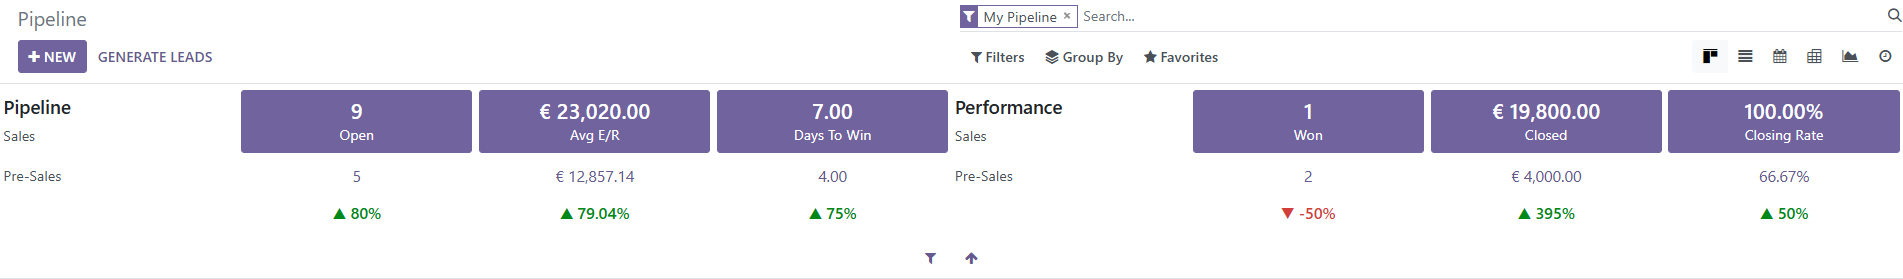 Pipeline
My Pipeline × Search...
+ NEW GENERATE LEADS
Filters Group By Favorites
Pipeline
Sales
9
Open
€ 23,020.00
Avg E/R
7.00
Days To Win
Pre-Sales
5
€ 12,857.14
4.00
▲ 80%
▲ 79.04%
▲ 75%
Performance
Sales
1
Won
€ 19,800.00
Closed
100.00%
Closing Rate
Pre-Sales
2
€ 4,000.00
66.67%
▼ -50%
▲ 395%
▲ 50%